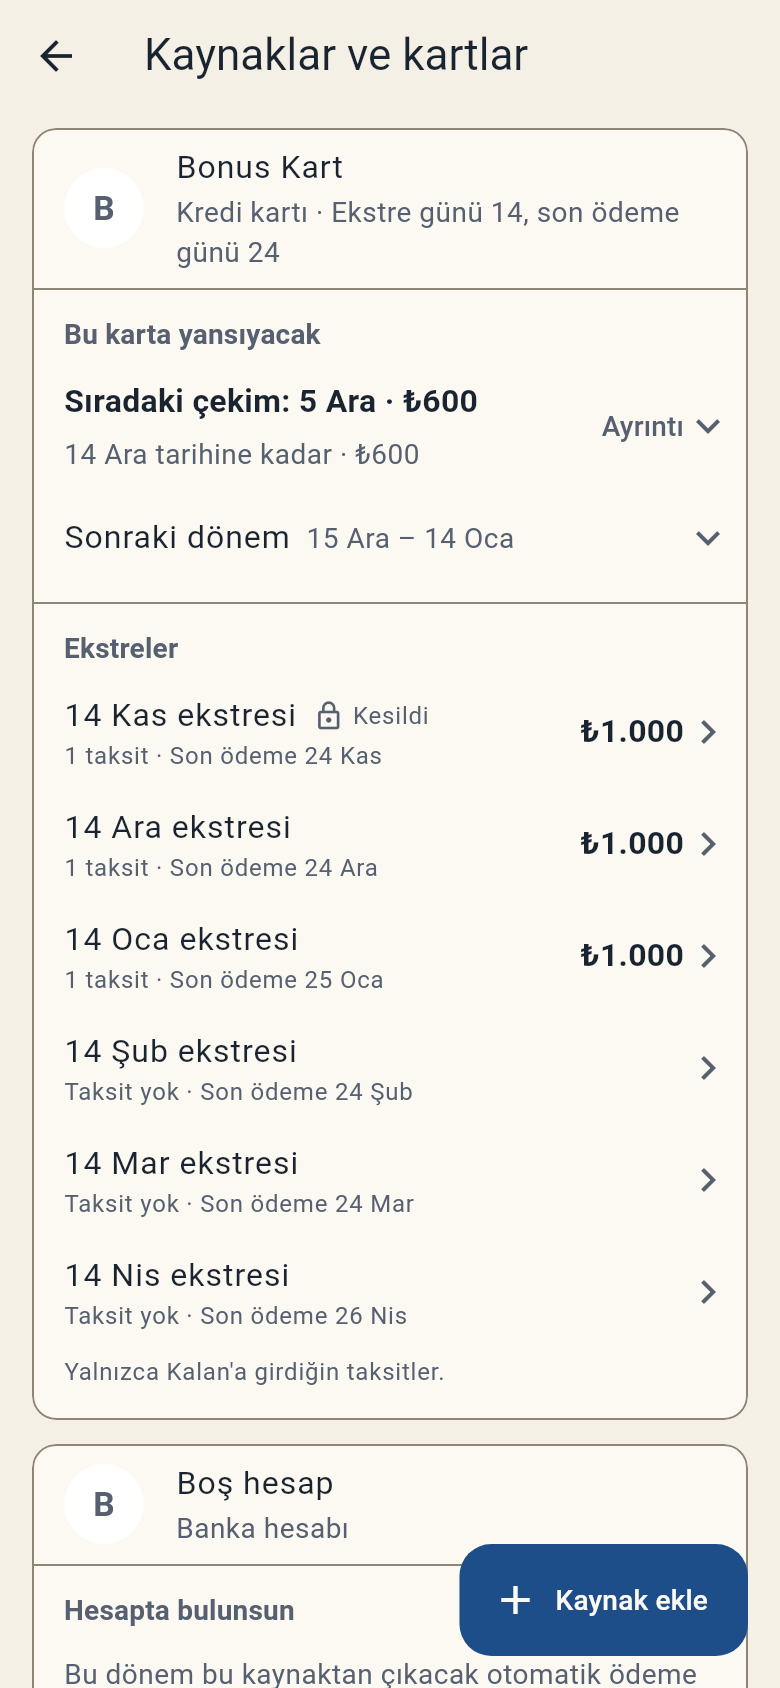 Kaynaklar ve kartlar
B
Bonus Kart
Kredi kartı · Ekstre günü 14, son ödeme
günü 24
Bu karta yansıyacak
Sıradaki çekim: 5 Ara · ₺600
14 Ara tarihine kadar · ₺600
Ayrıntı
Sonraki dönem 15 Ara – 14 Oca
Ekstreler
14 Kas ekstresi Kesildi
1 taksit · Son ödeme 24 Kas
₺1.000
14 Ara ekstresi
1 taksit · Son ödeme 24 Ara
₺1.000
14 Oca ekstresi
1 taksit · Son ödeme 25 Oca
₺1.000
14 Şub ekstresi
Taksit yok · Son ödeme 24 Şub
14 Mar ekstresi
Taksit yok · Son ödeme 24 Mar
14 Nis ekstresi
Taksit yok · Son ödeme 26 Nis
Yalnızca Kalan'a girdiğin taksitler.
B
Boş hesap
Banka hesabı
Hesapta bulunsun
Kaynak ekle
Bu dönem bu kaynaktan çıkacak otomatik ödeme